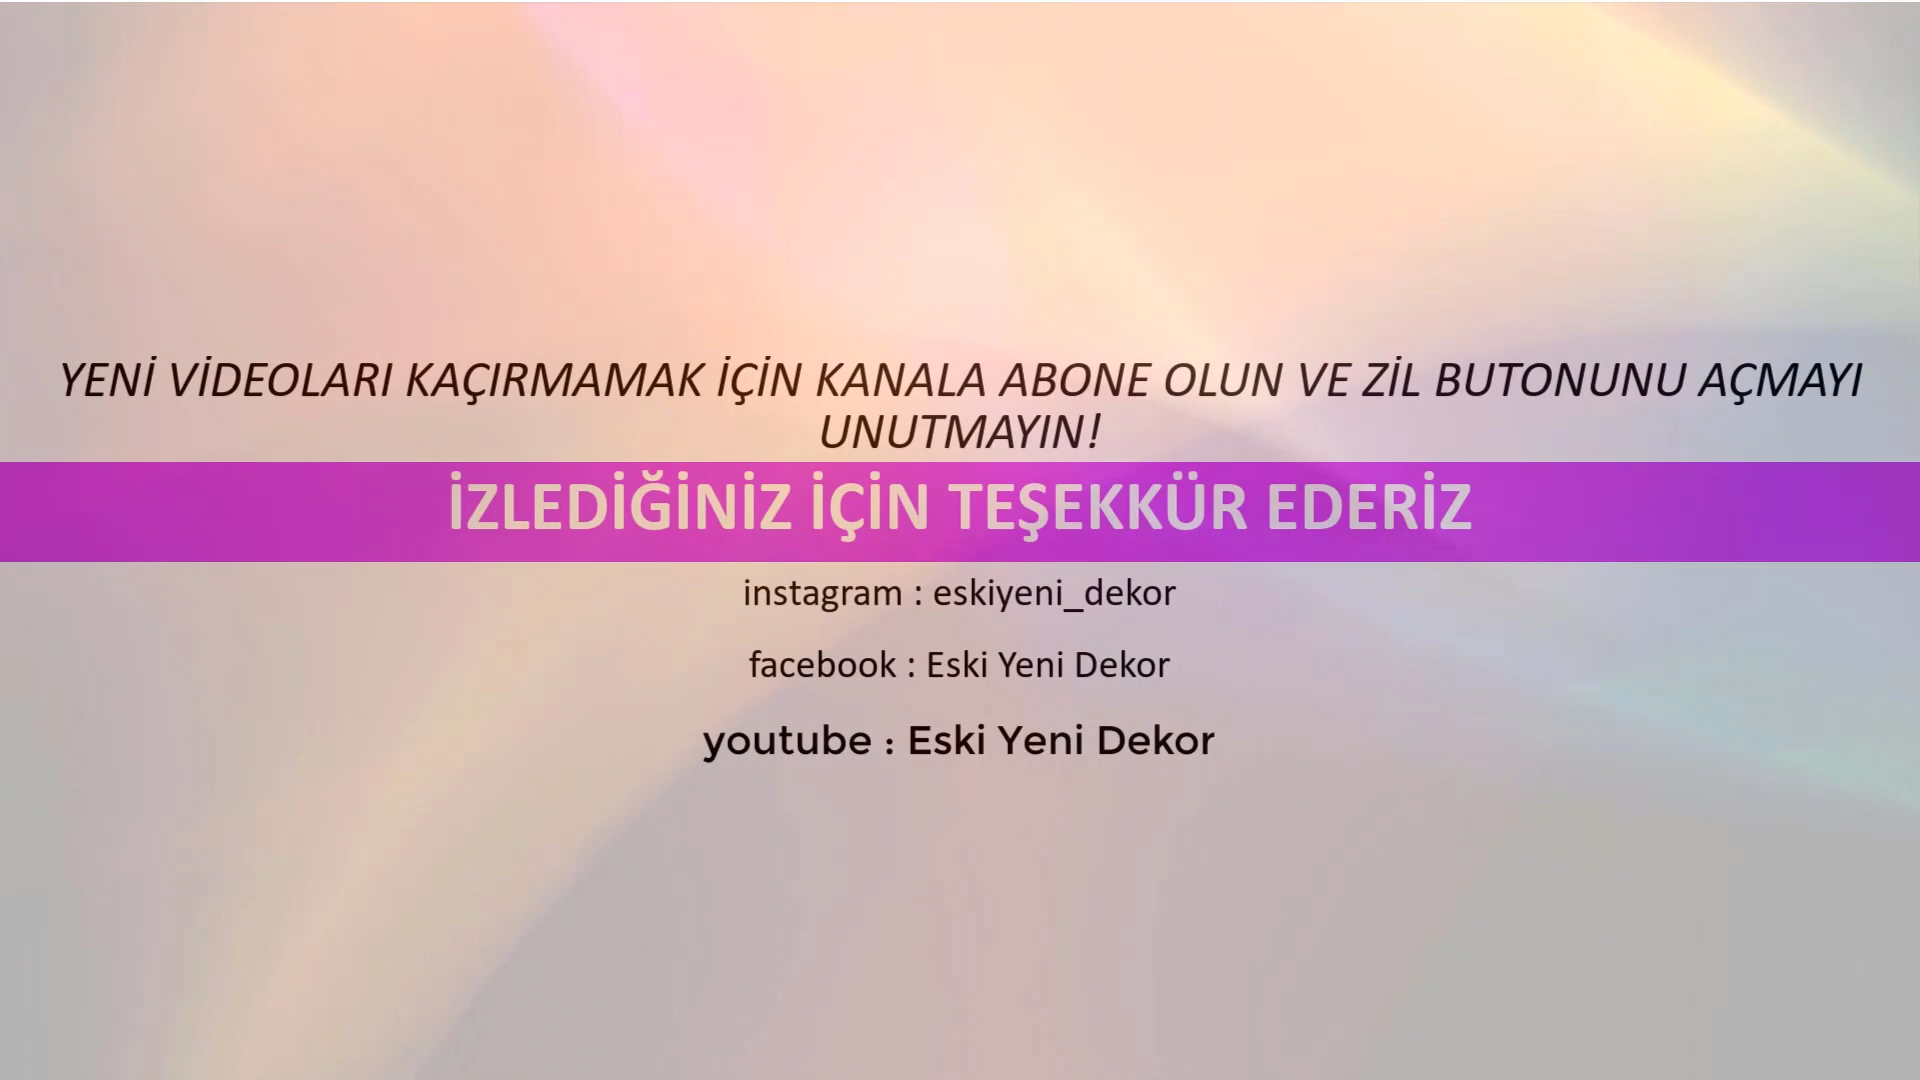 YENİ VİDEOLARI KAÇIRMAMAK İÇİN KANALA ABONE OLUN VE ZİL BUTONUNU AÇMAYI
UNUTMAYIN!
İZLEDİĞİNİZ İÇİN TEŞEKKÜR EDERİZ
instagram : eskiyeni_dekor
facebook : Eski Yeni Dekor
youtube : Eski Yeni Dekor